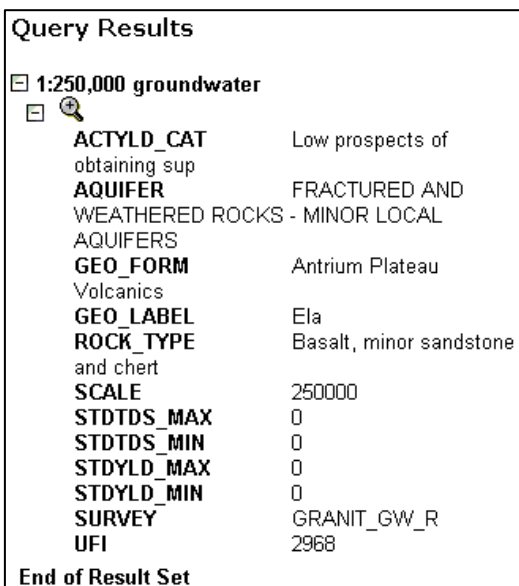 Query Results
1:250,000 groundwater
ACTYLD_CAT Low prospects of
obtaining sup
AQUIFER FRACTURED AND
WEATHERED ROCKS - MINOR LOCAL
AQUIFERS
GEO_FORM Antrium Plateau
Volcanics
GEO_LABEL Ela
ROCK_TYPE Basalt, minor sandstone
and chert
SCALE 250000
STDTDS_MAX 0
STDTDS_MIN 0
STDYLD_MAX 0
STDYLD_MIN 0
SURVEY GRANIT_GW_R
UFI 2968
End of Result Set